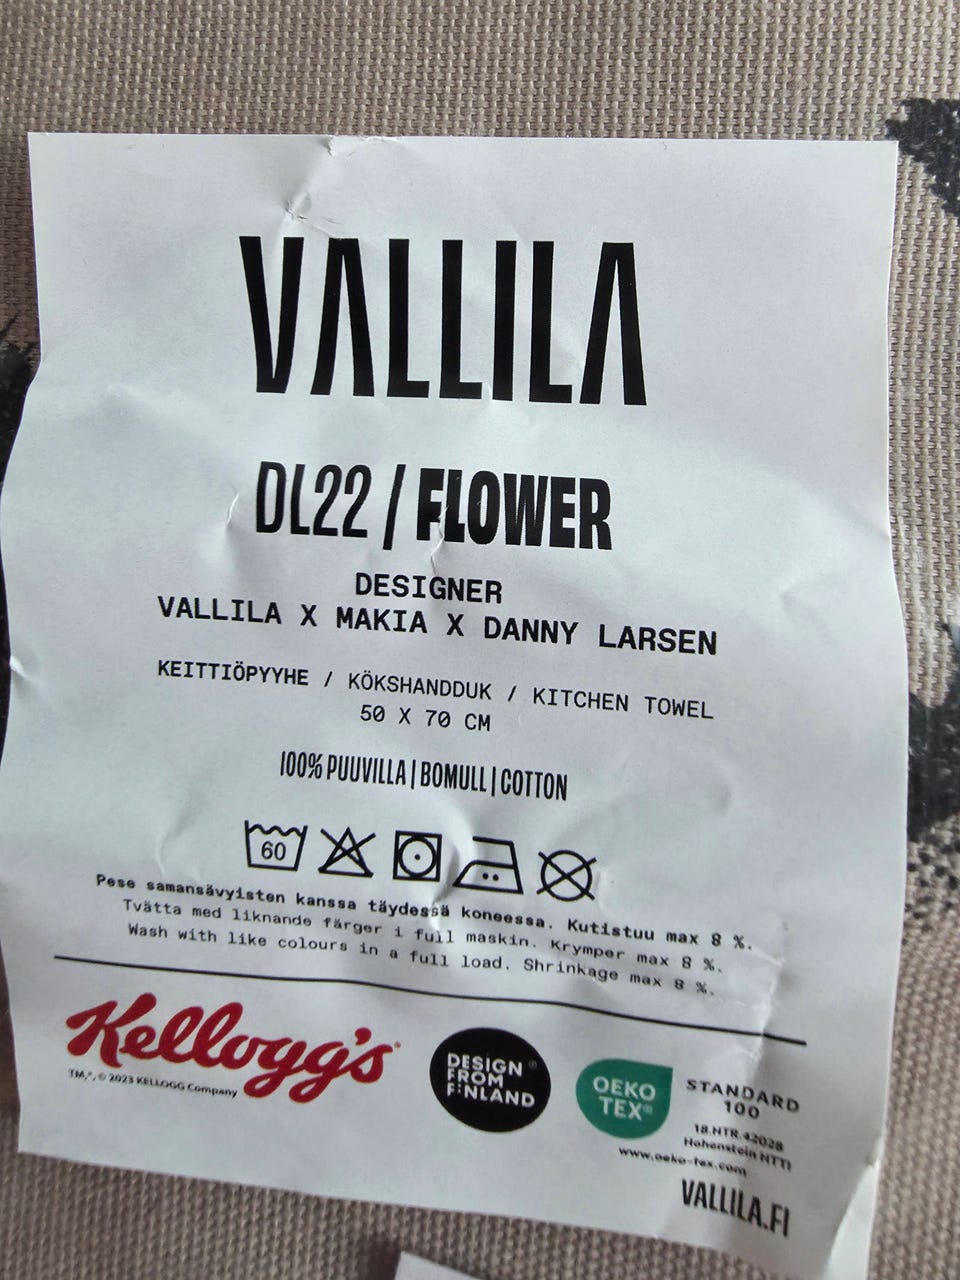 VALLILA
DL22 / FLOWER
DESIGNER
VALLILA X MAKIA X DANNY LARSEN
KEITTIÖPYYHE / KÖKSHANDDUK / KITCHEN TOWEL
50 X 70 CM
100% PUUVILLA | BOMULL | COTTON
60
Pese samansävyisten kanssa täydessä koneessa. Kutistuu max 8 %.
Tvätta med liknande färger i full maskin. Krymper max 8 %.
Wash with like colours in a full load. Shrinkage max 8 %.
Kellogg's®
TM,®, © 2023 KELLOGG Company
DESIGN®
FROM
FINLAND
OEKO
TEX®
STANDARD
100
18.HTR.42028
Hohenstein HTTI
www.oeko-tex.com
VALLILA.FI